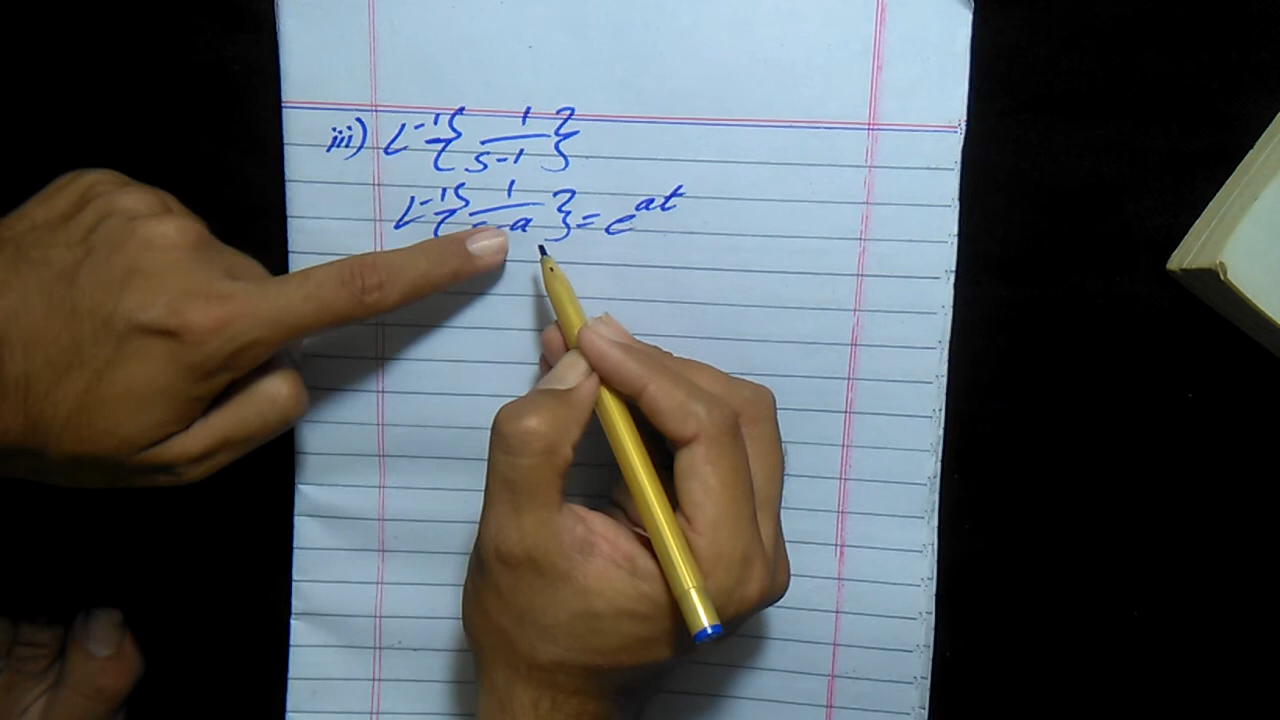 iii) L⁻¹{ 1/(s-1) }
L⁻¹{ 1/(s-a) } = e^{at}